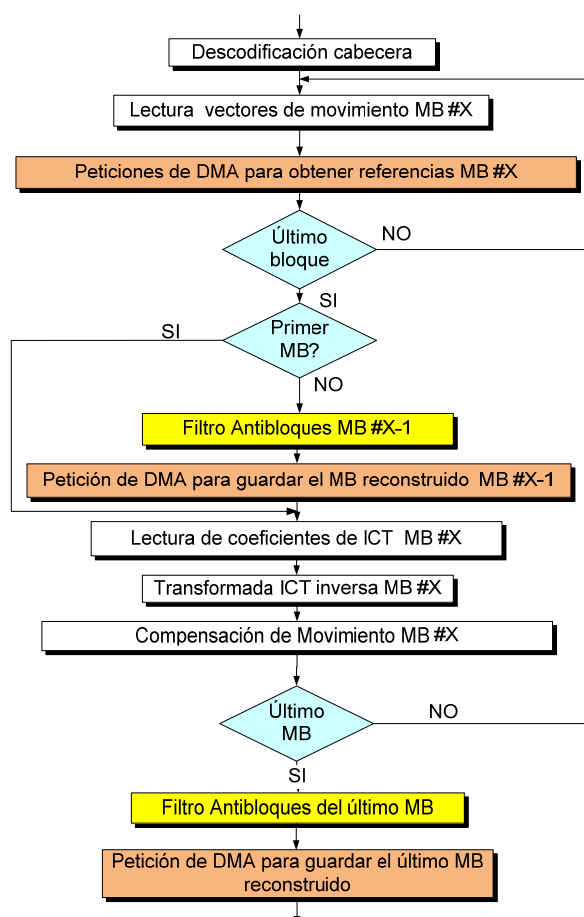 Descodificación cabecera
Lectura vectores de movimiento MB #X
Peticiones de DMA para obtener referencias MB #X
Último
bloque
NO
SI
Primer
MB?
SI
NO
Filtro Antibloques MB #X-1
Petición de DMA para guardar el MB reconstruido MB #X-1
Lectura de coeficientes de ICT MB #X
Transformada ICT inversa MB #X
Compensación de Movimiento MB #X
Último
MB
NO
SI
Filtro Antibloques del último MB
Petición de DMA para guardar el último MB
reconstruido